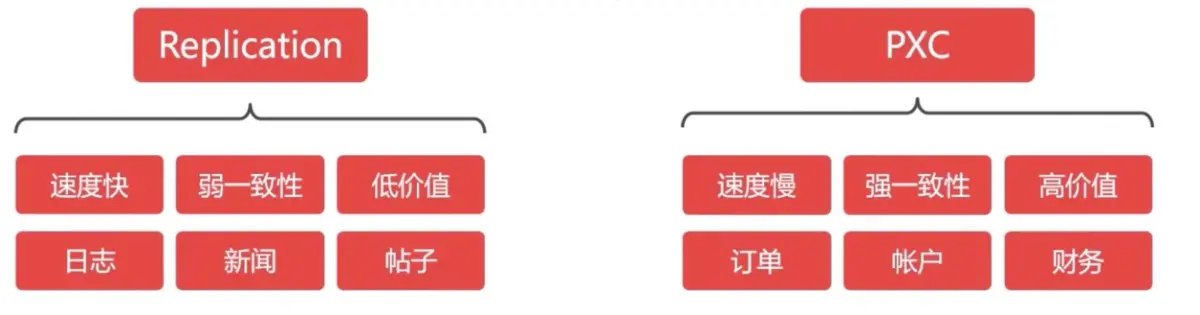 Replication
PXC
速度快 弱一致性 低价值
速度慢 强一致性 高价值
日志 新闻 帖子
订单 帐户 财务